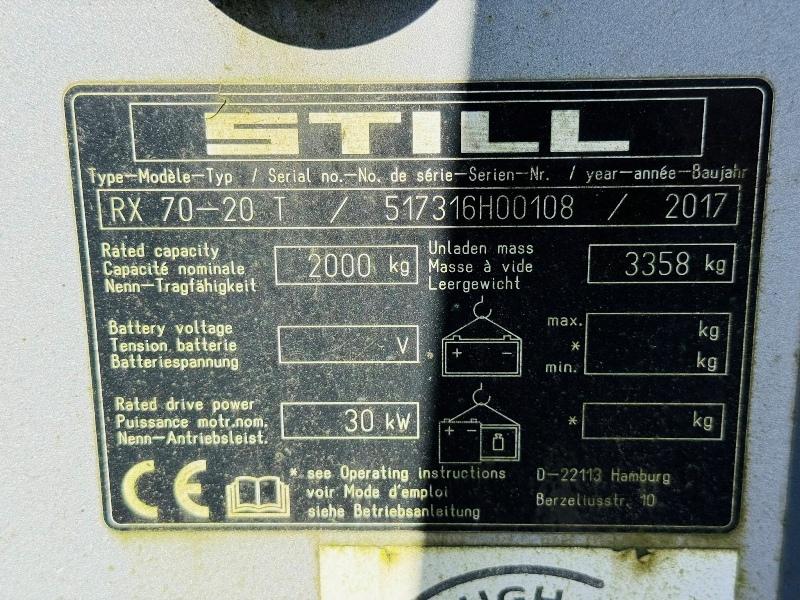 STILL
Type-Modèle-Typ / Serial no.-No. de série-Serien-Nr. / year-année-Baujahr
RX 70-20 T / 517316H00108 / 2017
Rated capacity
Capacité nominale
Nenn-Tragfähigkeit
2000 kg
Unladen mass
Masse à vide
Leergewicht
3358 kg
Battery voltage
Tension batterie
Batteriespannung
V
+ -
max. kg
*
min. kg
Rated drive power
Puissance motr.nom.
Nenn-Antriebsleist.
30 kW
+ -
* kg
CE
* see Operating Instructions
voir Mode d'emploi
siehe Betriebsanleitung
D-22113 Hamburg
Berzeliusstr. 10